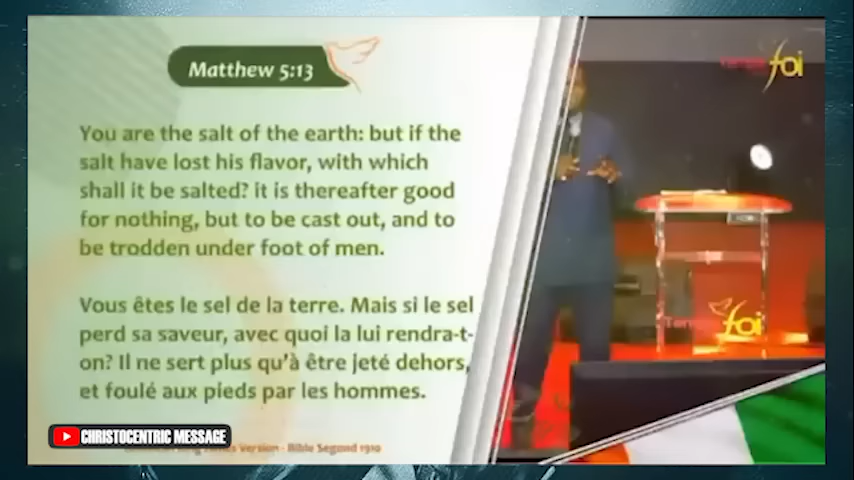 Matthew 5:13
You are the salt of the earth: but if the
salt have lost his flavor, with which
shall it be salted? it is thereafter good
for nothing, but to be cast out, and to
be trodden under foot of men.
Vous êtes le sel de la terre. Mais si le sel
perd sa saveur, avec quoi la lui rendra-t-
on? Il ne sert plus qu'à être jeté dehors,
et foulé aux pieds par les hommes.
Version - Bible Segond 1910
CHRISTOCENTRIC MESSAGE
foi
foi